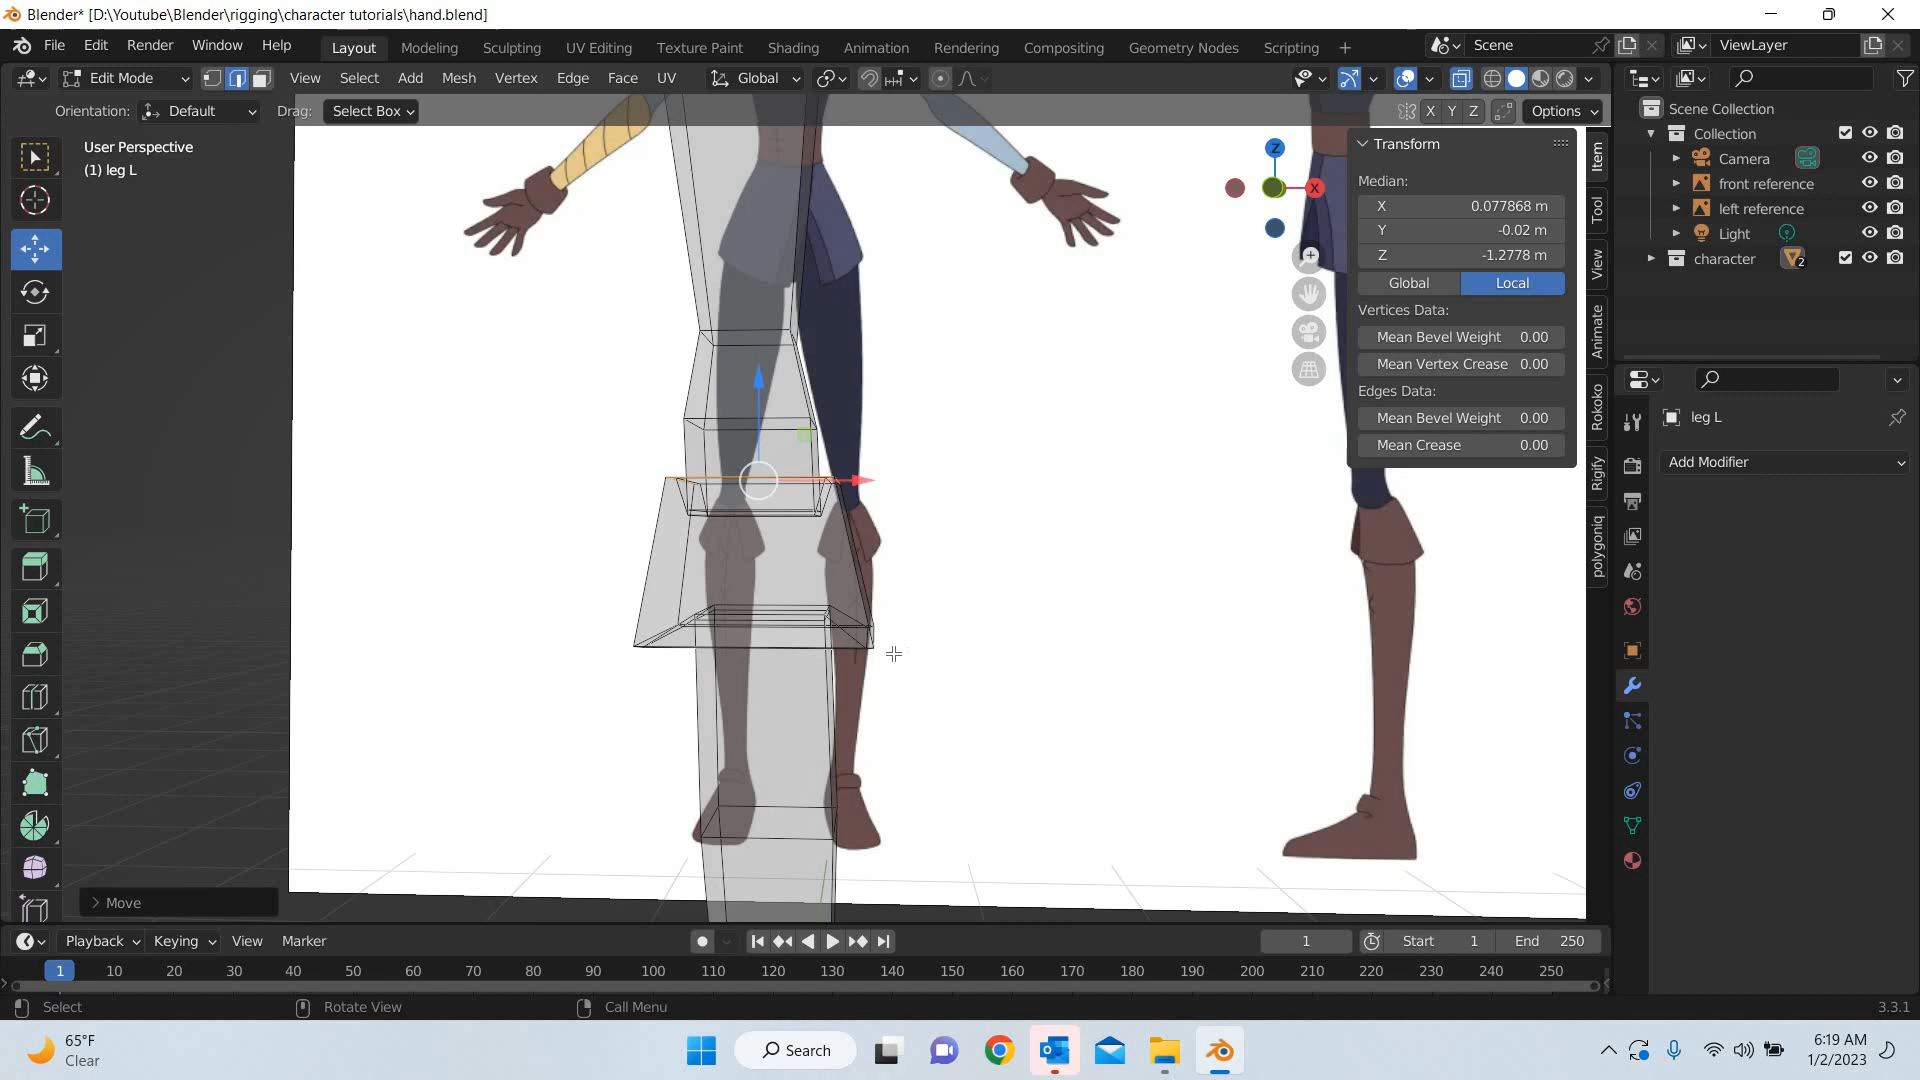 Blender* [D:\Youtube\Blender\rigging\character tutorials\hand.blend]
File Edit Render Window Help Layout Modeling Sculpting UV Editing Texture Paint Shading Animation Rendering Compositing Geometry Nodes Scripting + Scene ViewLayer
Edit Mode View Select Add Mesh Vertex Edge Face UV Global
Orientation: Default Drag: Select Box X Y Z Options
User Perspective
(1) leg L
Z
X
Transform
Median:
X 0.077868 m
Y -0.02 m
Z -1.2778 m
Global Local
Vertices Data:
Mean Bevel Weight 0.00
Mean Vertex Crease 0.00
Edges Data:
Mean Bevel Weight 0.00
Mean Crease 0.00
Item
Tool
View
Animate
Rokoko
Rigify
polygoniq
Scene Collection
Collection
Camera
front reference
left reference
Light
character 2
leg L
Add Modifier
Move
Playback Keying View Marker 1 Start 1 End 250
1 10 20 30 40 50 60 70 80 90 100 110 120 130 140 150 160 170 180 190 200 210 220 230 240 250
Select Rotate View Call Menu 3.3.1
65°F
Clear
Search
6:19 AM
1/2/2023